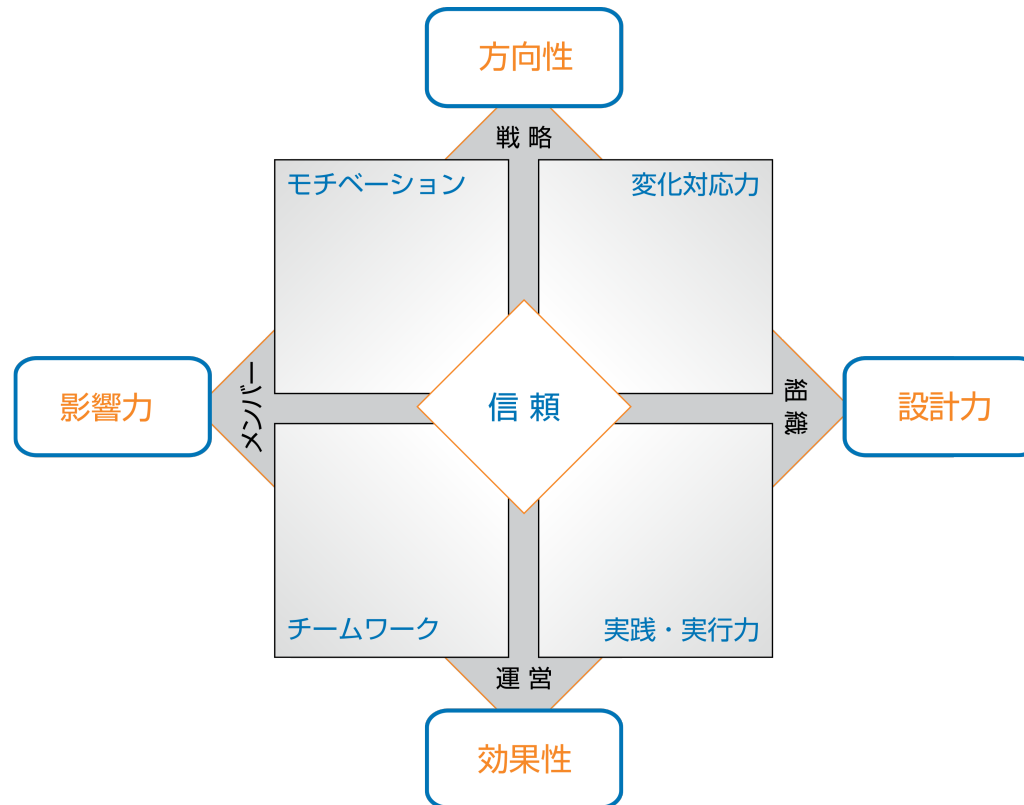 方向性
戦略
モチベーション
変化対応力
影響力
メンバー
信頼
組織
設計力
チームワーク
実践・実行力
運営
効果性